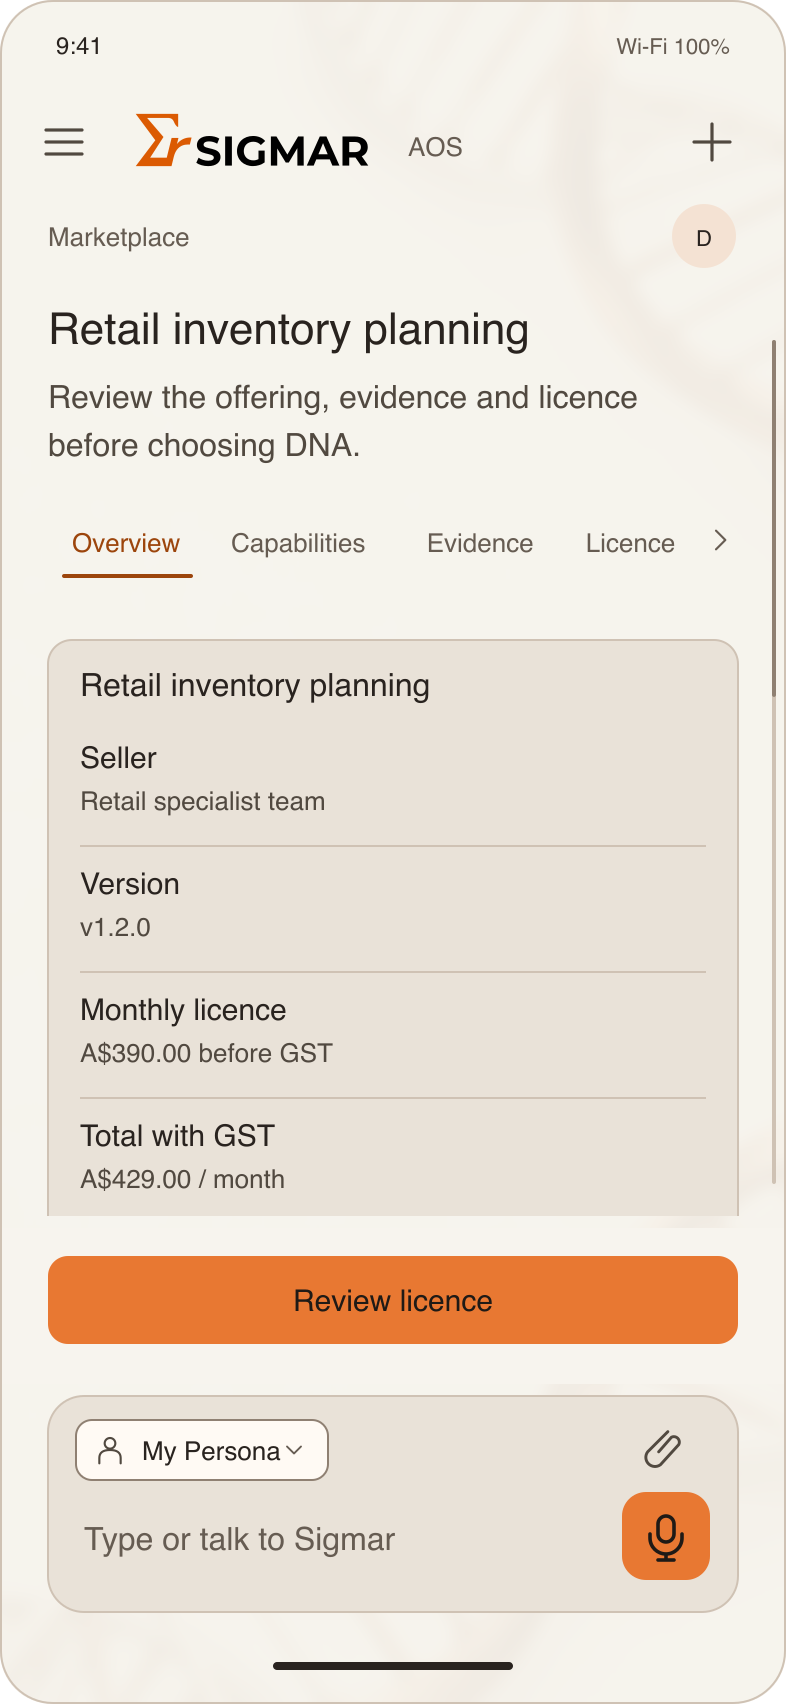 9:41
Wi-Fi 100%
Σr SIGMAR AOS
Marketplace
D
Retail inventory planning
Review the offering, evidence and licence
before choosing DNA.
Overview Capabilities Evidence Licence
Retail inventory planning
Seller
Retail specialist team
Version
v1.2.0
Monthly licence
A$390.00 before GST
Total with GST
A$429.00 / month
Review licence
My Persona
Type or talk to Sigmar